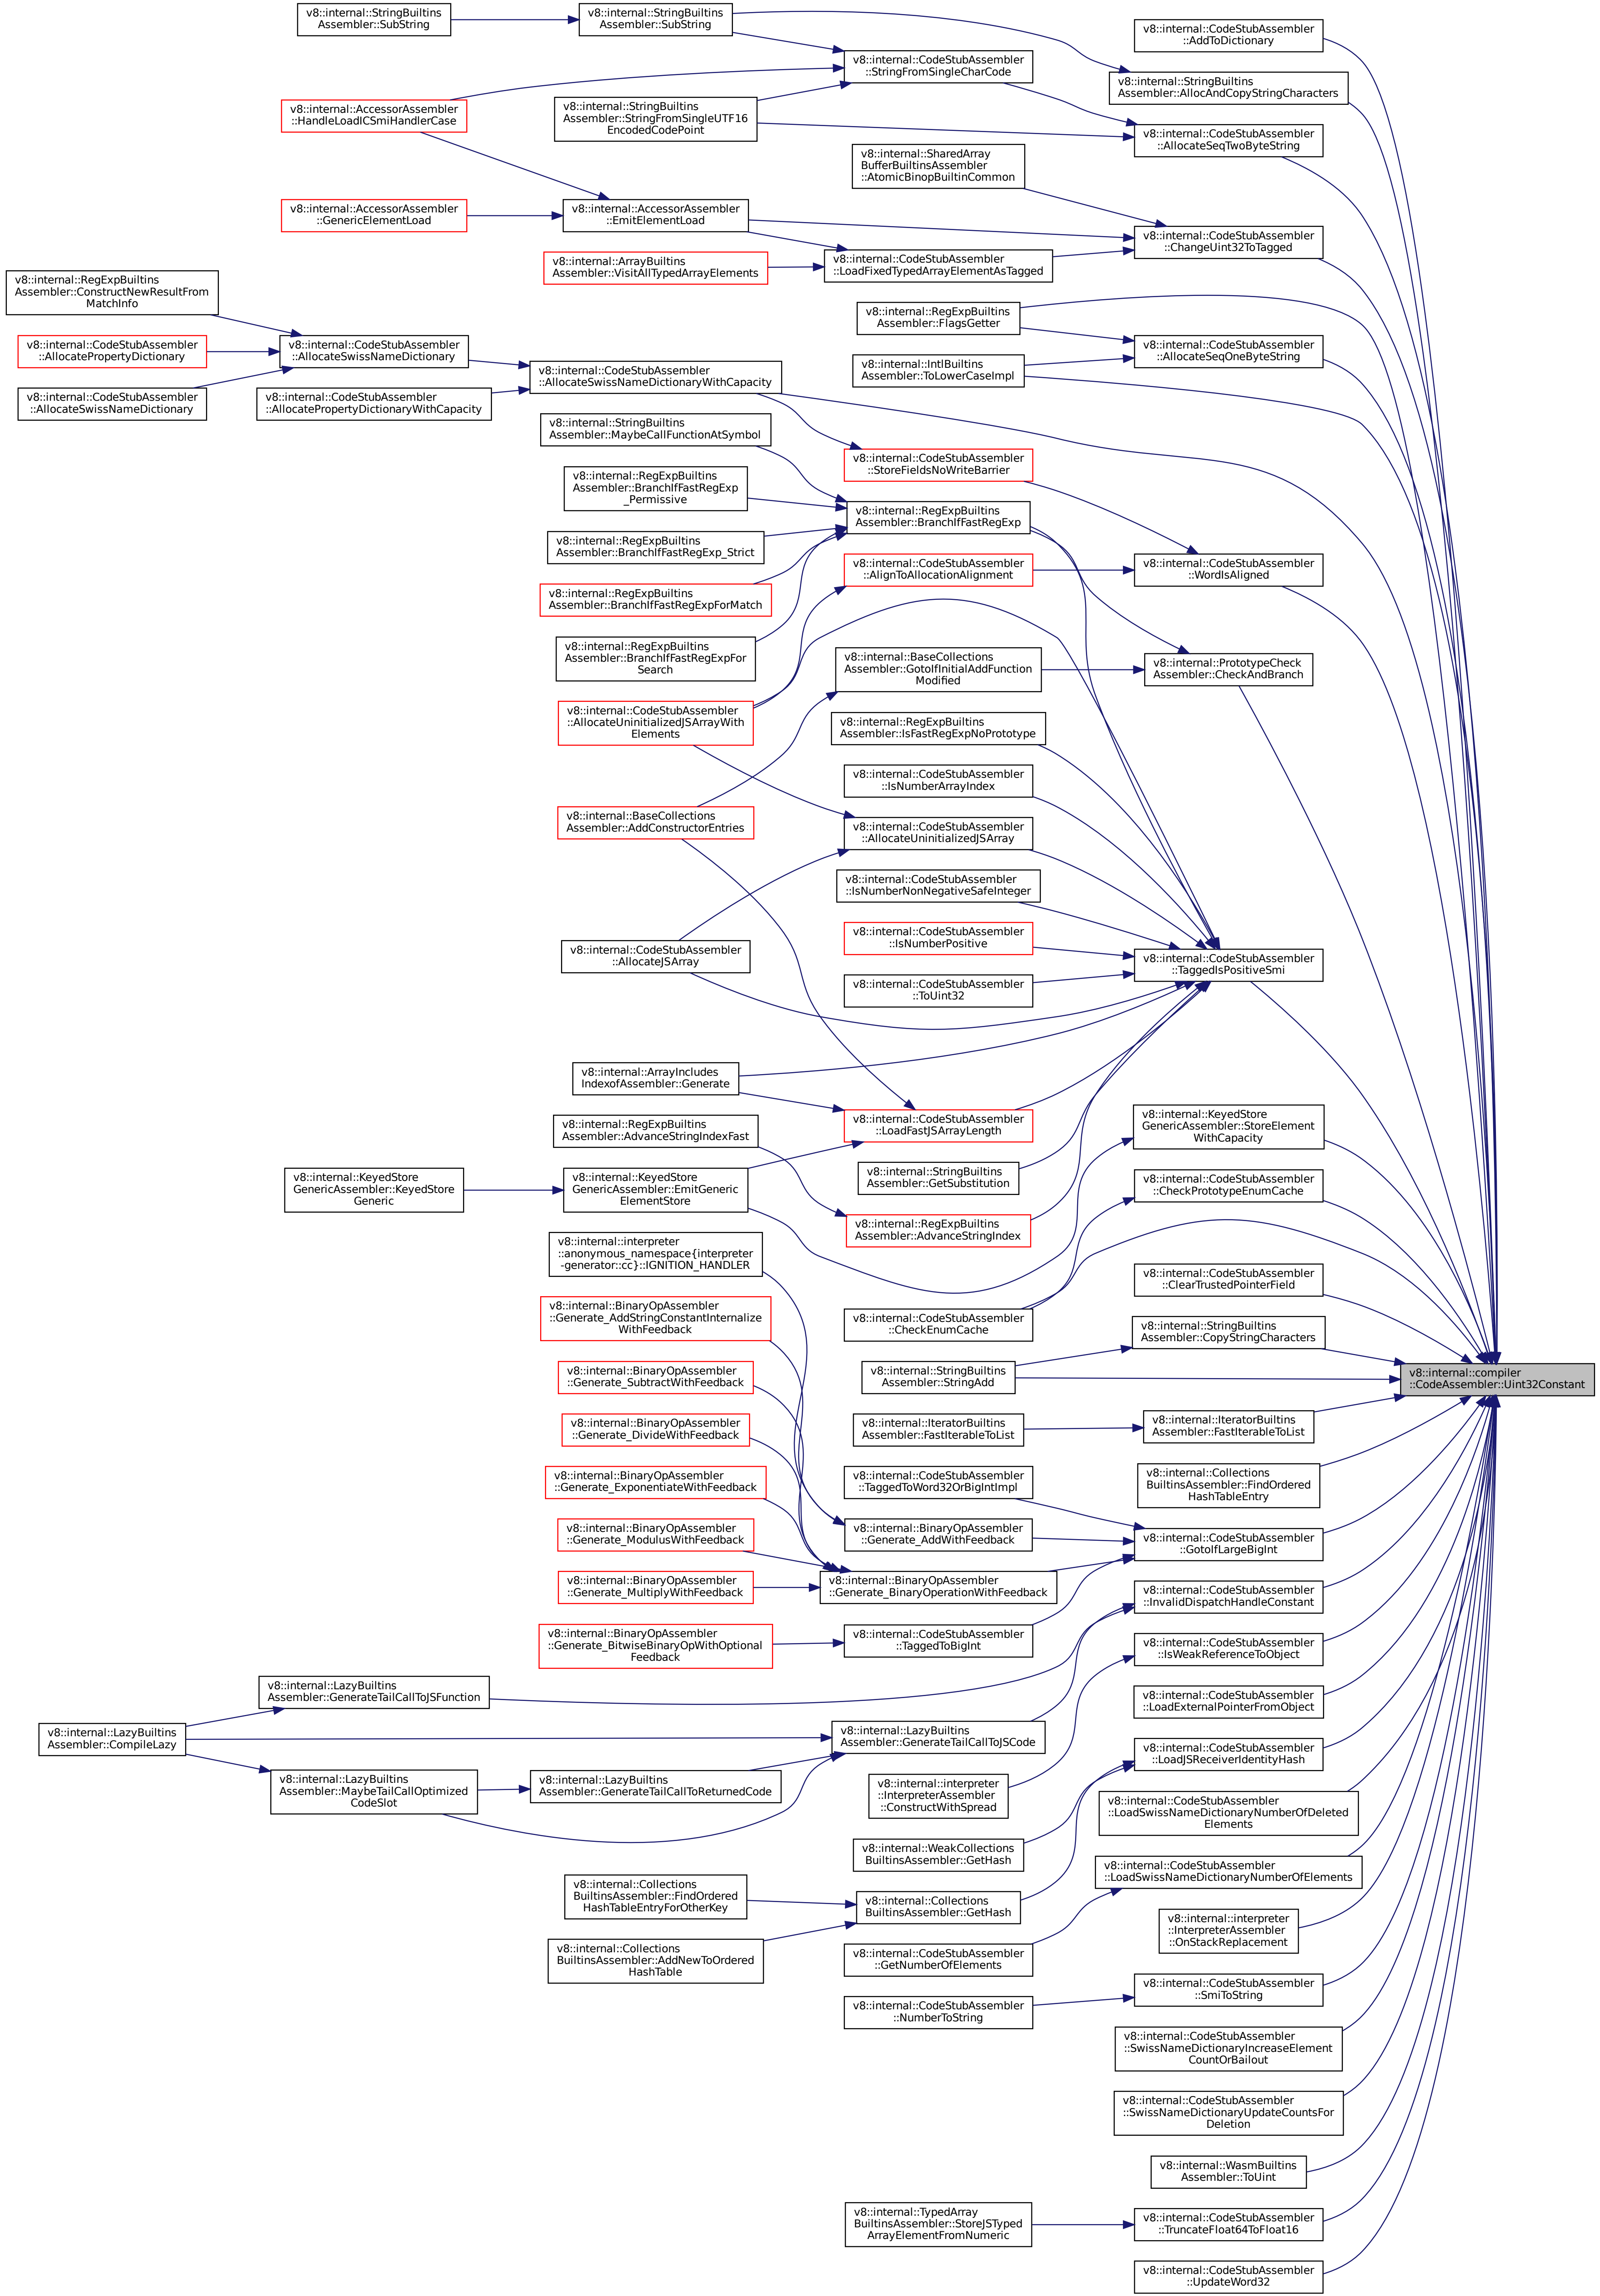 v8::internal::StringBuiltins
Assembler::SubString
v8::internal::StringBuiltins
Assembler::SubString
v8::internal::CodeStubAssembler
::AddToDictionary
v8::internal::CodeStubAssembler
::StringFromSingleCharCode
v8::internal::StringBuiltins
Assembler::AllocAndCopyStringCharacters
v8::internal::AccessorAssembler
::HandleLoadICSmiHandlerCase
v8::internal::StringBuiltins
Assembler::StringFromSingleUTF16
EncodedCodePoint
v8::internal::CodeStubAssembler
::AllocateSeqTwoByteString
v8::internal::SharedArray
BufferBuiltinsAssembler
::AtomicBinopBuiltinCommon
v8::internal::AccessorAssembler
::GenericElementLoad
v8::internal::AccessorAssembler
::EmitElementLoad
v8::internal::CodeStubAssembler
::ChangeUint32ToTagged
v8::internal::ArrayBuiltins
Assembler::VisitAllTypedArrayElements
v8::internal::CodeStubAssembler
::LoadFixedTypedArrayElementAsTagged
v8::internal::RegExpBuiltins
Assembler::ConstructNewResultFrom
MatchInfo
v8::internal::RegExpBuiltins
Assembler::FlagsGetter
v8::internal::CodeStubAssembler
::AllocatePropertyDictionary
v8::internal::CodeStubAssembler
::AllocateSwissNameDictionary
v8::internal::CodeStubAssembler
::AllocateSeqOneByteString
v8::internal::IntlBuiltins
Assembler::ToLowerCaseImpl
v8::internal::CodeStubAssembler
::AllocateSwissNameDictionaryWithCapacity
v8::internal::CodeStubAssembler
::AllocateSwissNameDictionary
v8::internal::CodeStubAssembler
::AllocatePropertyDictionaryWithCapacity
v8::internal::StringBuiltins
Assembler::MaybeCallFunctionAtSymbol
v8::internal::CodeStubAssembler
::StoreFieldsNoWriteBarrier
v8::internal::RegExpBuiltins
Assembler::BranchIfFastRegExp
_Permissive
v8::internal::RegExpBuiltins
Assembler::BranchIfFastRegExp
v8::internal::RegExpBuiltins
Assembler::BranchIfFastRegExp_Strict
v8::internal::CodeStubAssembler
::AlignToAllocationAlignment
v8::internal::CodeStubAssembler
::WordIsAligned
v8::internal::RegExpBuiltins
Assembler::BranchIfFastRegExpForMatch
v8::internal::RegExpBuiltins
Assembler::BranchIfFastRegExpFor
Search
v8::internal::BaseCollections
Assembler::GotoIfInitialAddFunction
Modified
v8::internal::PrototypeCheck
Assembler::CheckAndBranch
v8::internal::CodeStubAssembler
::AllocateUninitializedJSArrayWith
Elements
v8::internal::RegExpBuiltins
Assembler::IsFastRegExpNoPrototype
v8::internal::CodeStubAssembler
::IsNumberArrayIndex
v8::internal::BaseCollections
Assembler::AddConstructorEntries
v8::internal::CodeStubAssembler
::AllocateUninitializedJSArray
v8::internal::CodeStubAssembler
::IsNumberNonNegativeSafeInteger
v8::internal::CodeStubAssembler
::AllocateJSArray
v8::internal::CodeStubAssembler
::IsNumberPositive
v8::internal::CodeStubAssembler
::TaggedIsPositiveSmi
v8::internal::CodeStubAssembler
::ToUint32
v8::internal::ArrayIncludes
IndexofAssembler::Generate
v8::internal::CodeStubAssembler
::LoadFastJSArrayLength
v8::internal::KeyedStore
GenericAssembler::StoreElement
WithCapacity
v8::internal::RegExpBuiltins
Assembler::AdvanceStringIndexFast
v8::internal::KeyedStore
GenericAssembler::KeyedStore
Generic
v8::internal::KeyedStore
GenericAssembler::EmitGeneric
ElementStore
v8::internal::StringBuiltins
Assembler::GetSubstitution
v8::internal::CodeStubAssembler
::CheckPrototypeEnumCache
v8::internal::RegExpBuiltins
Assembler::AdvanceStringIndex
v8::internal::interpreter
::anonymous_namespace{interpreter
-generator::cc}::IGNITION_HANDLER
v8::internal::CodeStubAssembler
::ClearTrustedPointerField
v8::internal::BinaryOpAssembler
::Generate_AddStringConstantInternalize
WithFeedback
v8::internal::CodeStubAssembler
::CheckEnumCache
v8::internal::StringBuiltins
Assembler::CopyStringCharacters
v8::internal::BinaryOpAssembler
::Generate_SubtractWithFeedback
v8::internal::StringBuiltins
Assembler::StringAdd
v8::internal::compiler
::CodeAssembler::Uint32Constant
v8::internal::BinaryOpAssembler
::Generate_DivideWithFeedback
v8::internal::IteratorBuiltins
Assembler::FastIterableToList
v8::internal::IteratorBuiltins
Assembler::FastIterableToList
v8::internal::BinaryOpAssembler
::Generate_ExponentiateWithFeedback
v8::internal::CodeStubAssembler
::TaggedToWord32OrBigIntImpl
v8::internal::Collections
BuiltinsAssembler::FindOrdered
HashTableEntry
v8::internal::BinaryOpAssembler
::Generate_ModulusWithFeedback
v8::internal::BinaryOpAssembler
::Generate_AddWithFeedback
v8::internal::CodeStubAssembler
::GotoIfLargeBigInt
v8::internal::BinaryOpAssembler
::Generate_MultiplyWithFeedback
v8::internal::BinaryOpAssembler
::Generate_BinaryOperationWithFeedback
v8::internal::CodeStubAssembler
::InvalidDispatchHandleConstant
v8::internal::BinaryOpAssembler
::Generate_BitwiseBinaryOpWithOptional
Feedback
v8::internal::CodeStubAssembler
::TaggedToBigInt
v8::internal::CodeStubAssembler
::IsWeakReferenceToObject
v8::internal::LazyBuiltins
Assembler::GenerateTailCallToJSFunction
v8::internal::CodeStubAssembler
::LoadExternalPointerFromObject
v8::internal::LazyBuiltins
Assembler::CompileLazy
v8::internal::LazyBuiltins
Assembler::GenerateTailCallToJSCode
v8::internal::CodeStubAssembler
::LoadJSReceiverIdentityHash
v8::internal::LazyBuiltins
Assembler::MaybeTailCallOptimized
CodeSlot
v8::internal::LazyBuiltins
Assembler::GenerateTailCallToReturnedCode
v8::internal::interpreter
::InterpreterAssembler
::ConstructWithSpread
v8::internal::CodeStubAssembler
::LoadSwissNameDictionaryNumberOfDeleted
Elements
v8::internal::WeakCollections
BuiltinsAssembler::GetHash
v8::internal::CodeStubAssembler
::LoadSwissNameDictionaryNumberOfElements
v8::internal::Collections
BuiltinsAssembler::FindOrdered
HashTableEntryForOtherKey
v8::internal::Collections
BuiltinsAssembler::GetHash
v8::internal::interpreter
::InterpreterAssembler
::OnStackReplacement
v8::internal::Collections
BuiltinsAssembler::AddNewToOrdered
HashTable
v8::internal::CodeStubAssembler
::GetNumberOfElements
v8::internal::CodeStubAssembler
::SmiToString
v8::internal::CodeStubAssembler
::NumberToString
v8::internal::CodeStubAssembler
::SwissNameDictionaryIncreaseElement
CountOrBailout
v8::internal::CodeStubAssembler
::SwissNameDictionaryUpdateCountsFor
Deletion
v8::internal::WasmBuiltins
Assembler::ToUint
v8::internal::TypedArray
BuiltinsAssembler::StoreJSTyped
ArrayElementFromNumeric
v8::internal::CodeStubAssembler
::TruncateFloat64ToFloat16
v8::internal::CodeStubAssembler
::UpdateWord32